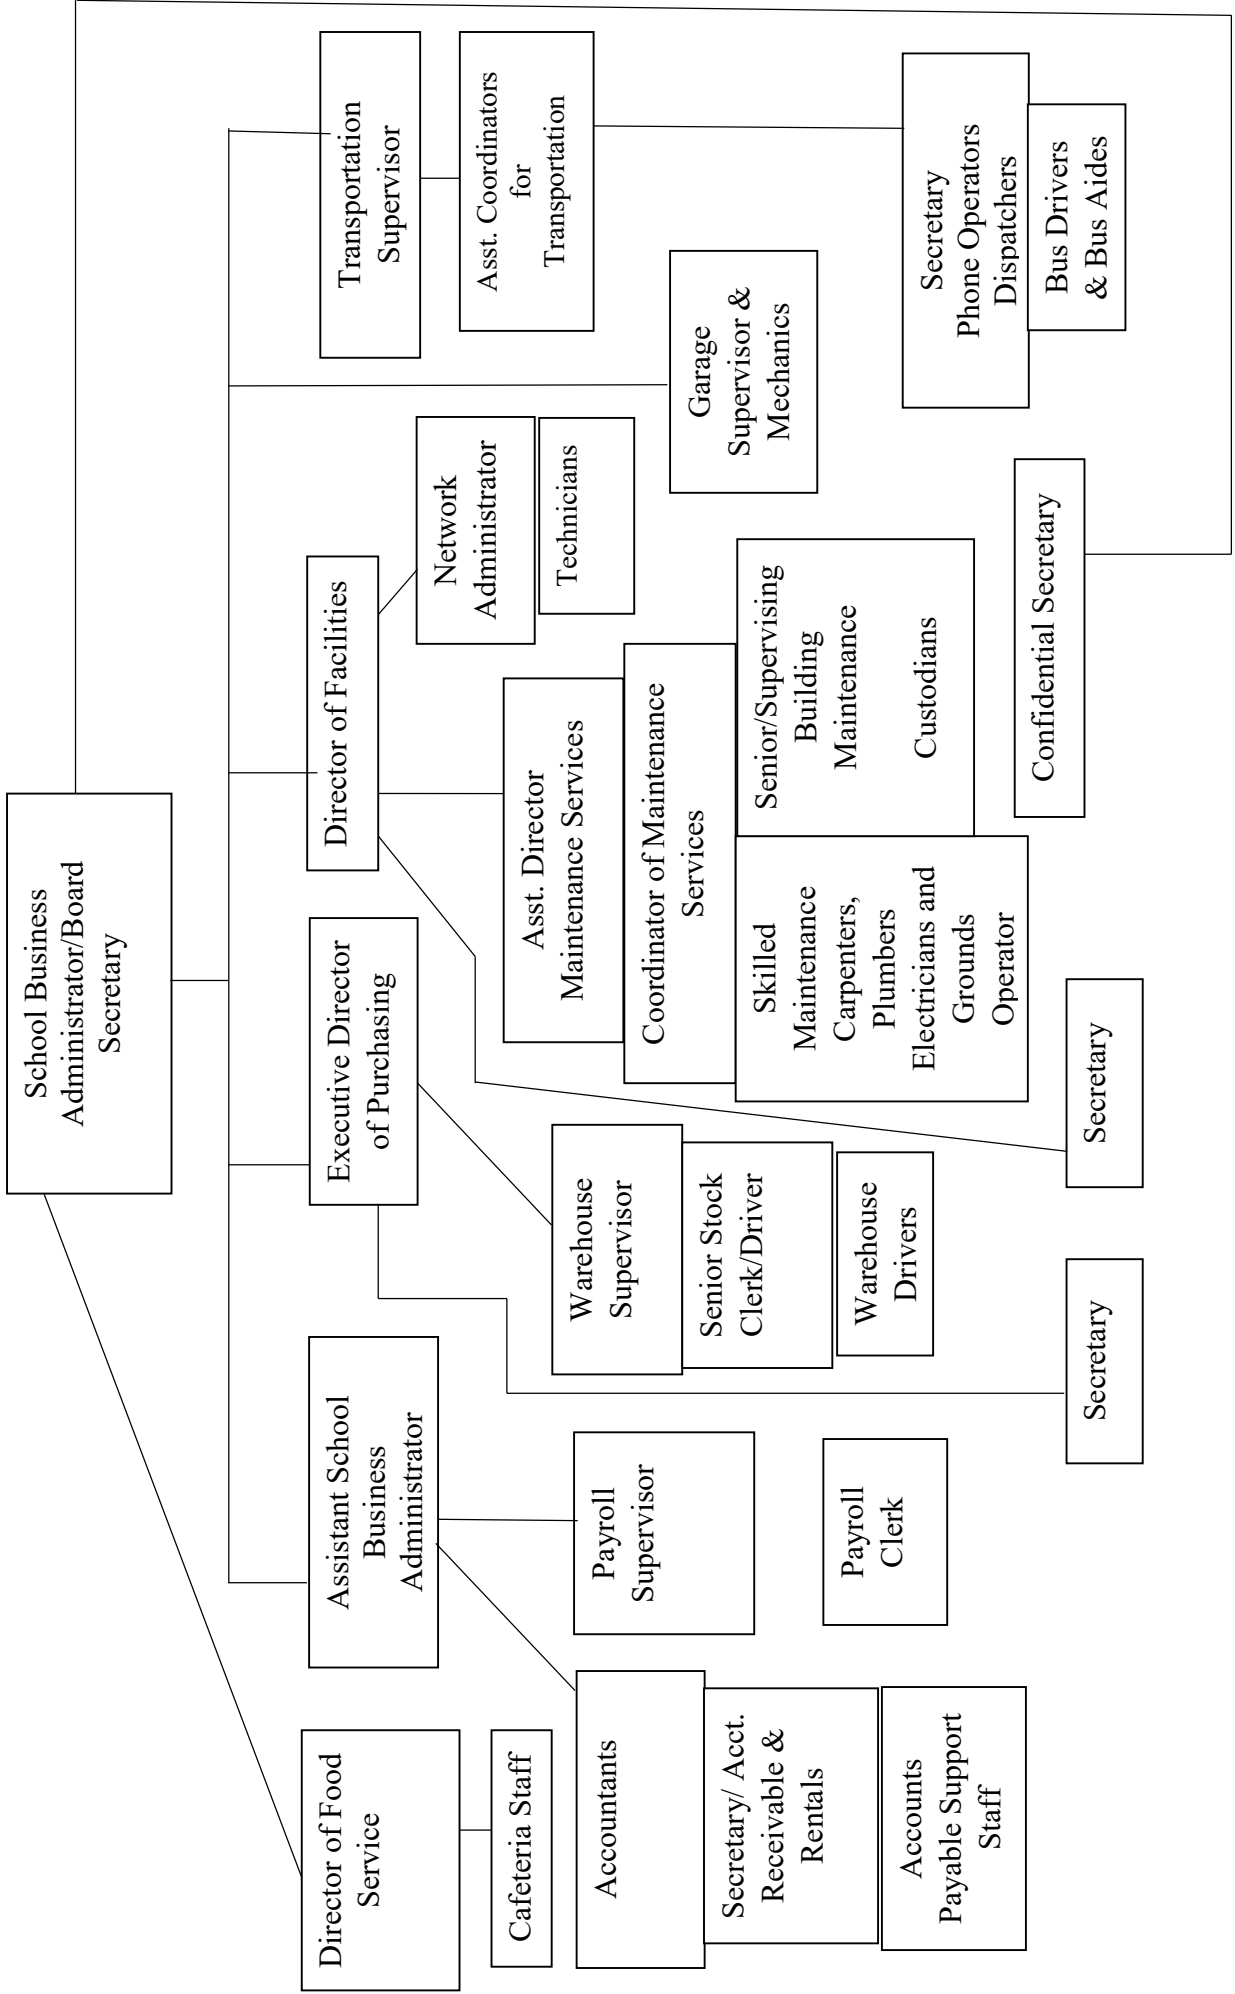 School Business
Administrator/Board
Secretary
Director of Food
Service
Cafeteria Staff
Assistant School
Business
Administrator
Accountants
Secretary/ Acct.
Receivable &
Rentals
Accounts
Payable Support
Staff
Payroll
Supervisor
Payroll
Clerk
Executive Director
of Purchasing
Warehouse
Supervisor
Senior Stock
Clerk/Driver
Warehouse
Drivers
Secretary
Director of Facilities
Asst. Director
Maintenance Services
Coordinator of Maintenance
Services
Skilled
Maintenance
Carpenters,
Plumbers
Electricians and
Grounds
Operator
Senior/Supervising
Building
Maintenance
Custodians
Network
Administrator
Technicians
Secretary
Garage
Supervisor &
Mechanics
Transportation
Supervisor
Asst. Coordinators
for
Transportation
Secretary
Phone Operators
Dispatchers
Bus Drivers
& Bus Aides
Confidential Secretary